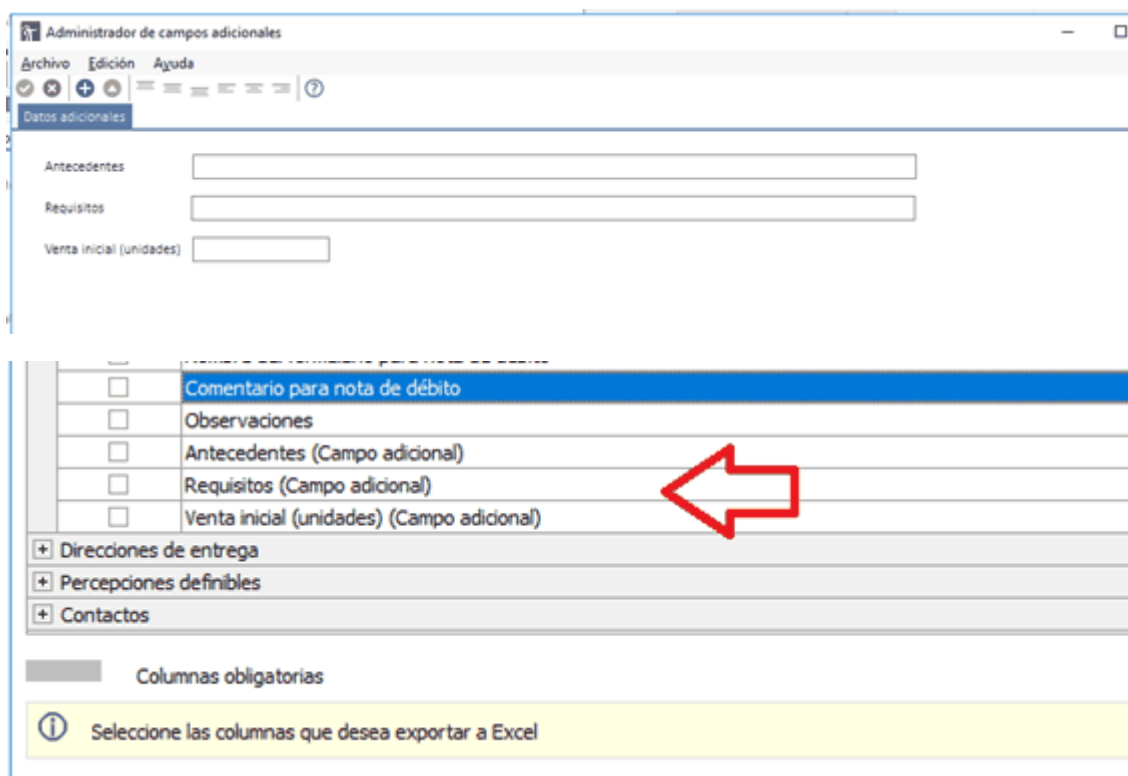 Administrador de campos adicionales
Archivo Edición Ayuda
Datos adicionales
Antecedentes
Requisitos
Venta inicial (unidades)
Comentario para nota de débito
Observaciones
Antecedentes (Campo adicional)
Requisitos (Campo adicional)
Venta inicial (unidades) (Campo adicional)
Direcciones de entrega
Percepciones definibles
Contactos
Columnas obligatorias
Seleccione las columnas que desea exportar a Excel